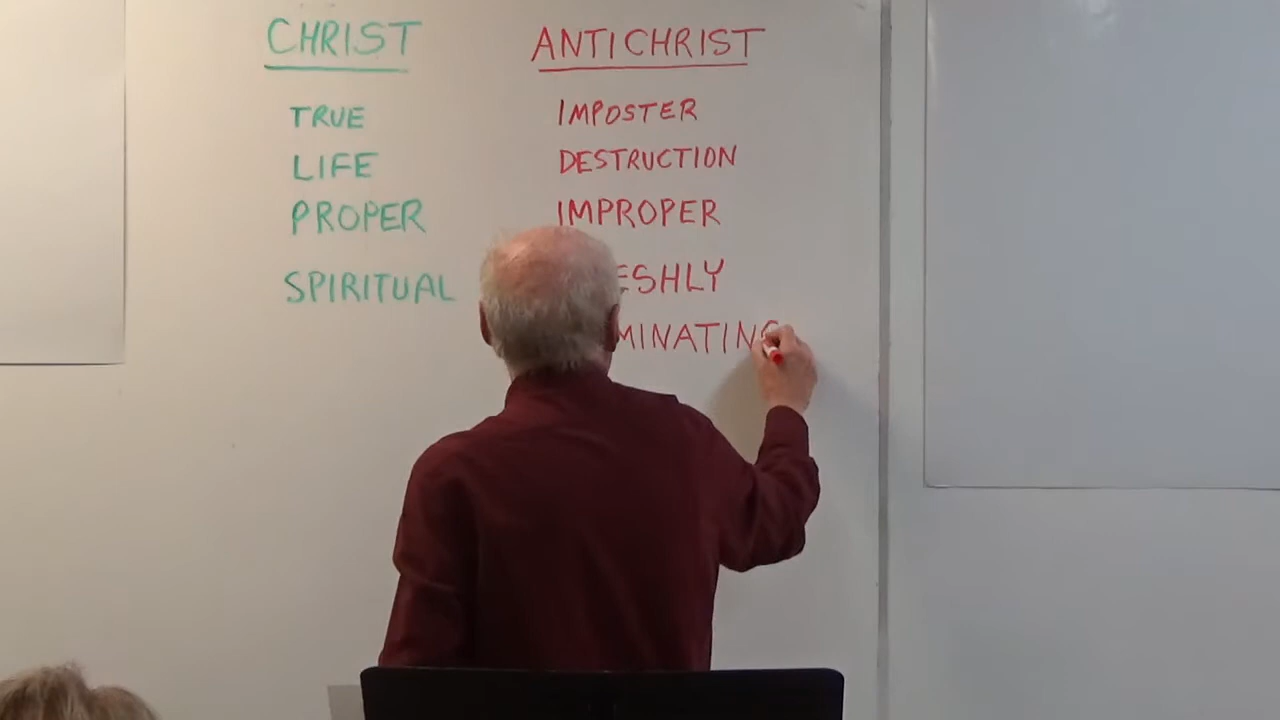 CHRIST ANTICHRIST
TRUE IMPOSTER
LIFE DESTRUCTION
PROPER IMPROPER
SPIRITUAL